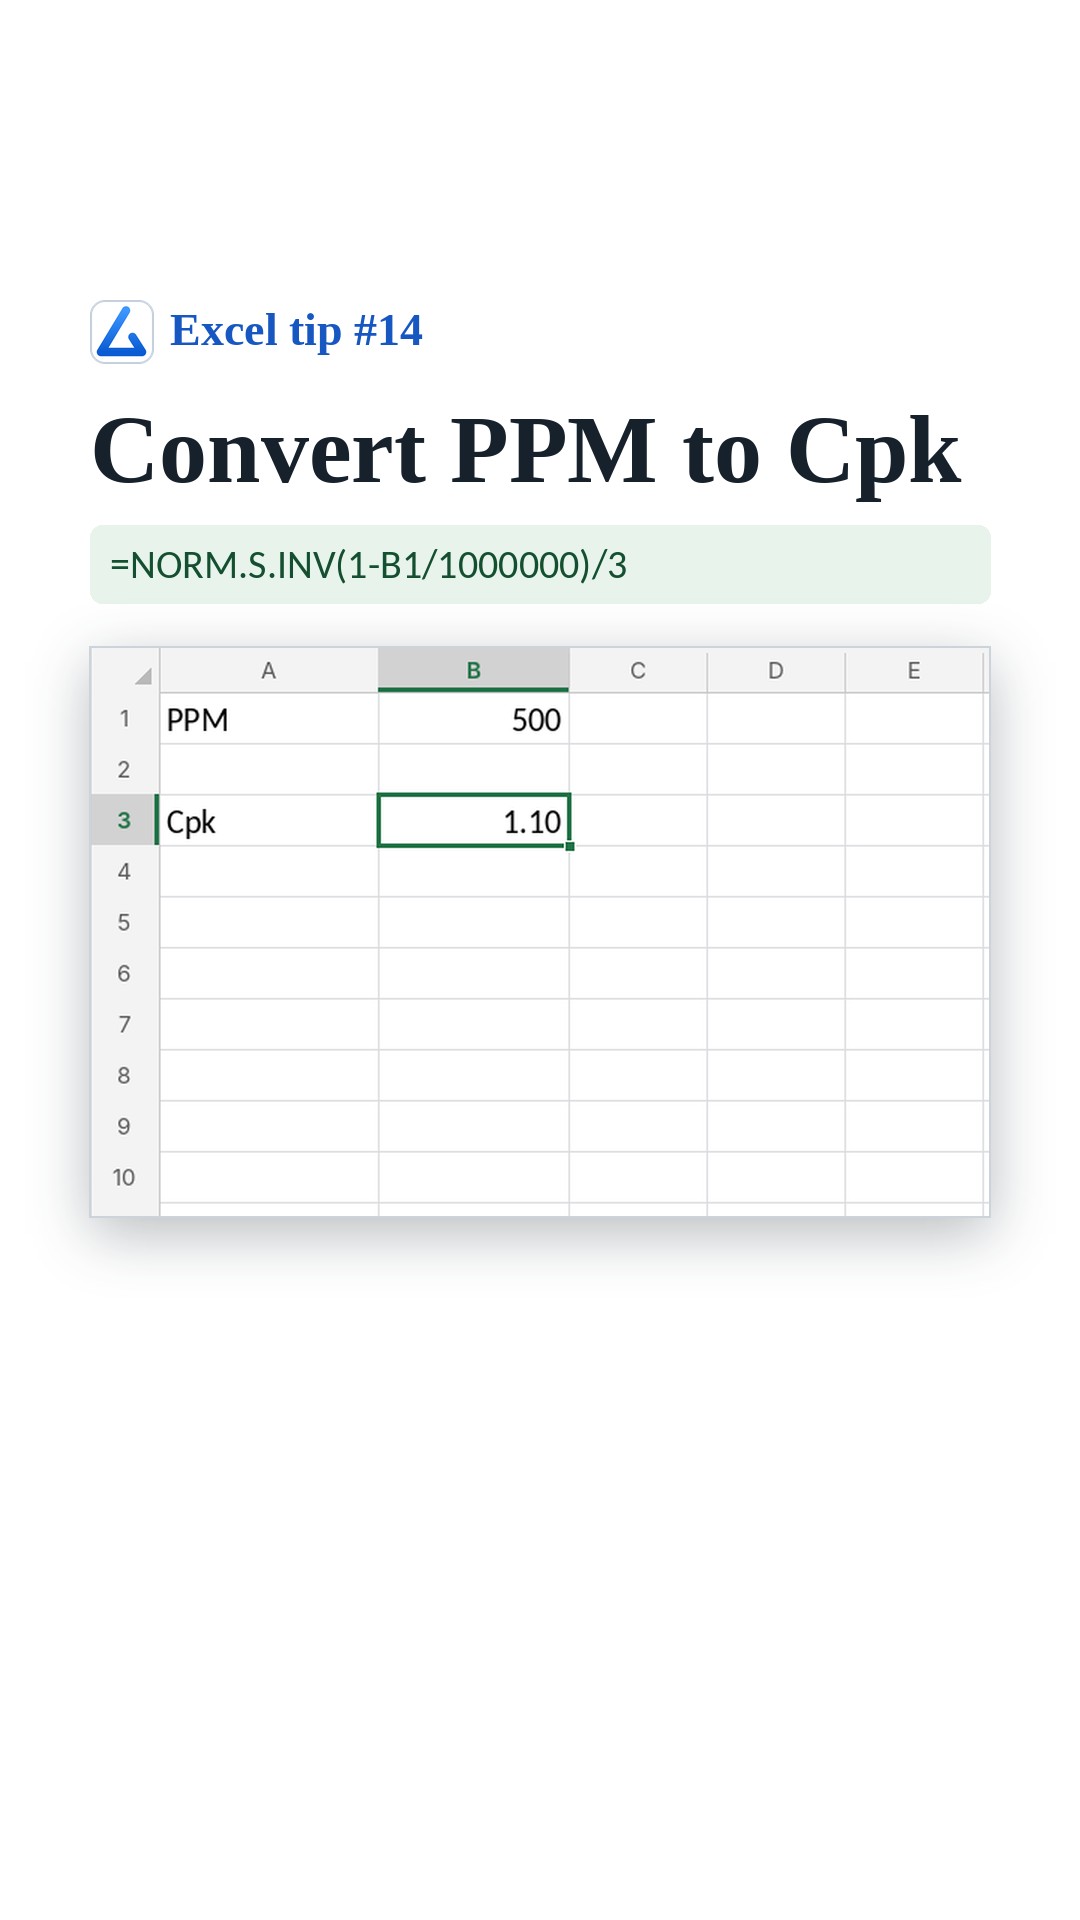 Excel tip #14
Convert PPM to Cpk
=NORM.S.INV(1-B1/1000000)/3
A B C D E
1 PPM 500
2
3 Cpk 1.10
4
5
6
7
8
9
10